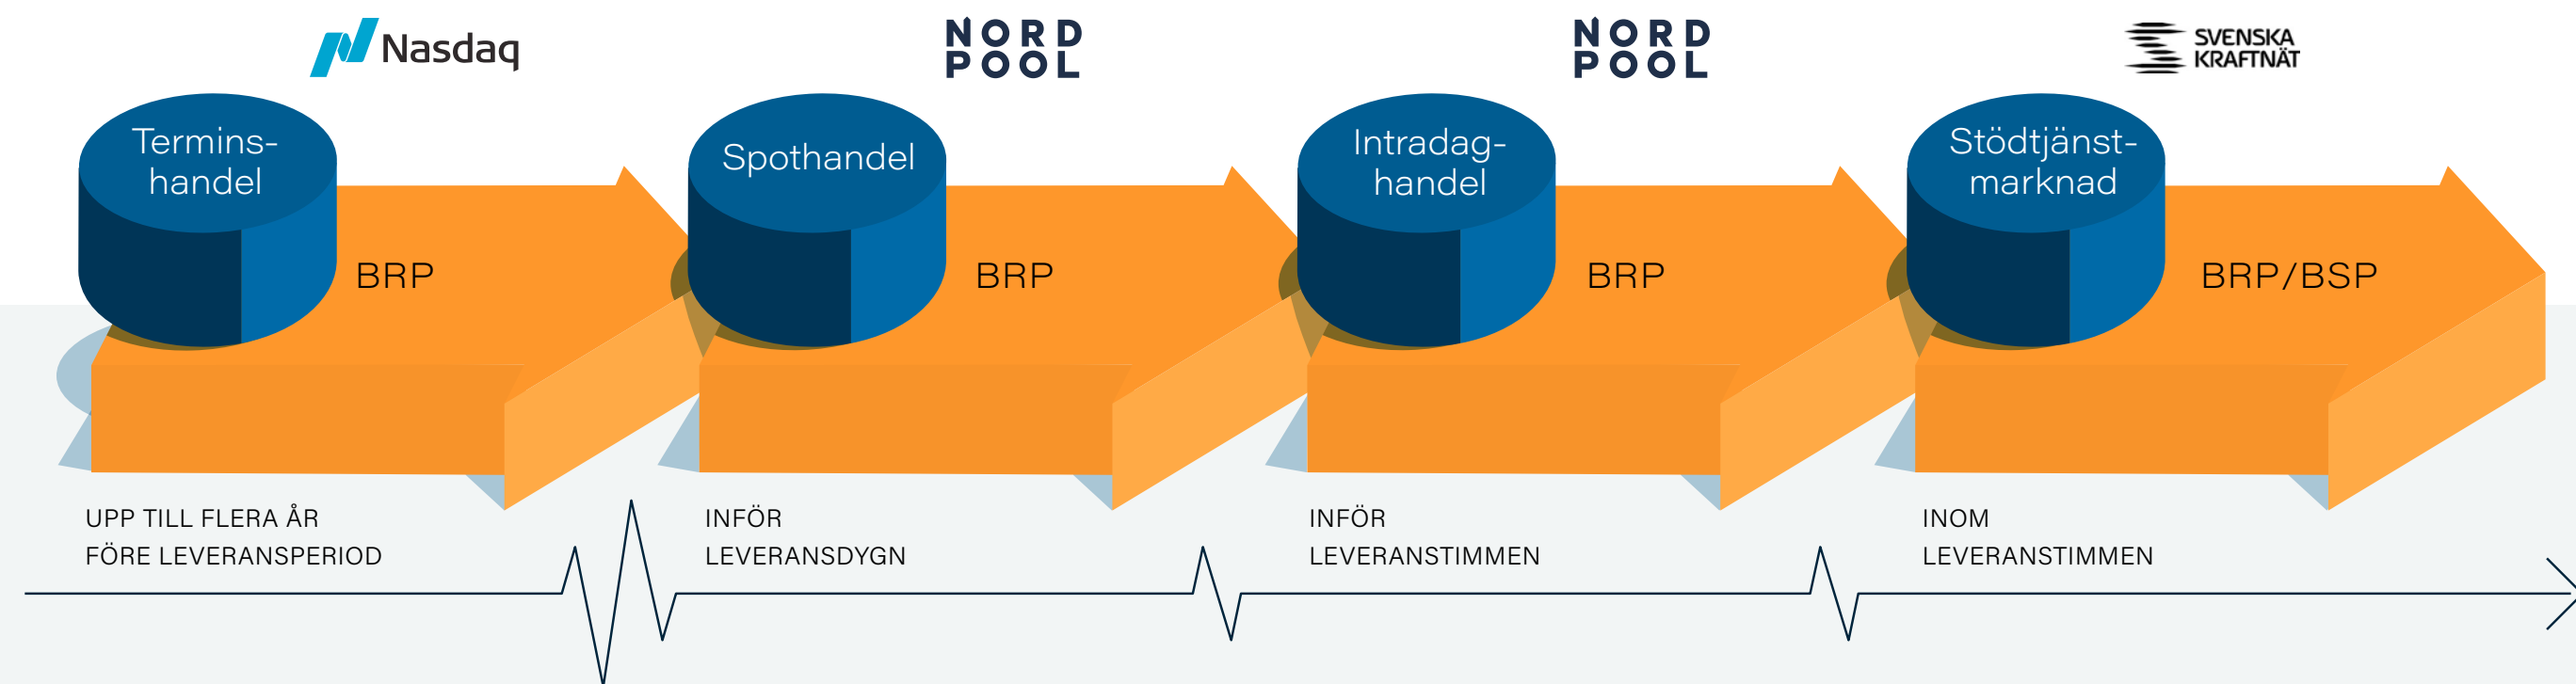 Nasdaq
NORD
POOL
NORD
POOL
SVENSKA
KRAFTNÄT
Termins-
handel
Spothandel
Intradag-
handel
Stödtjänst-
marknad
BRP
BRP
BRP
BRP/BSP
UPP TILL FLERA ÅR
FÖRE LEVERANSPERIOD
INFÖR
LEVERANSDYGN
INFÖR
LEVERANSTIMMEN
INOM
LEVERANSTIMMEN